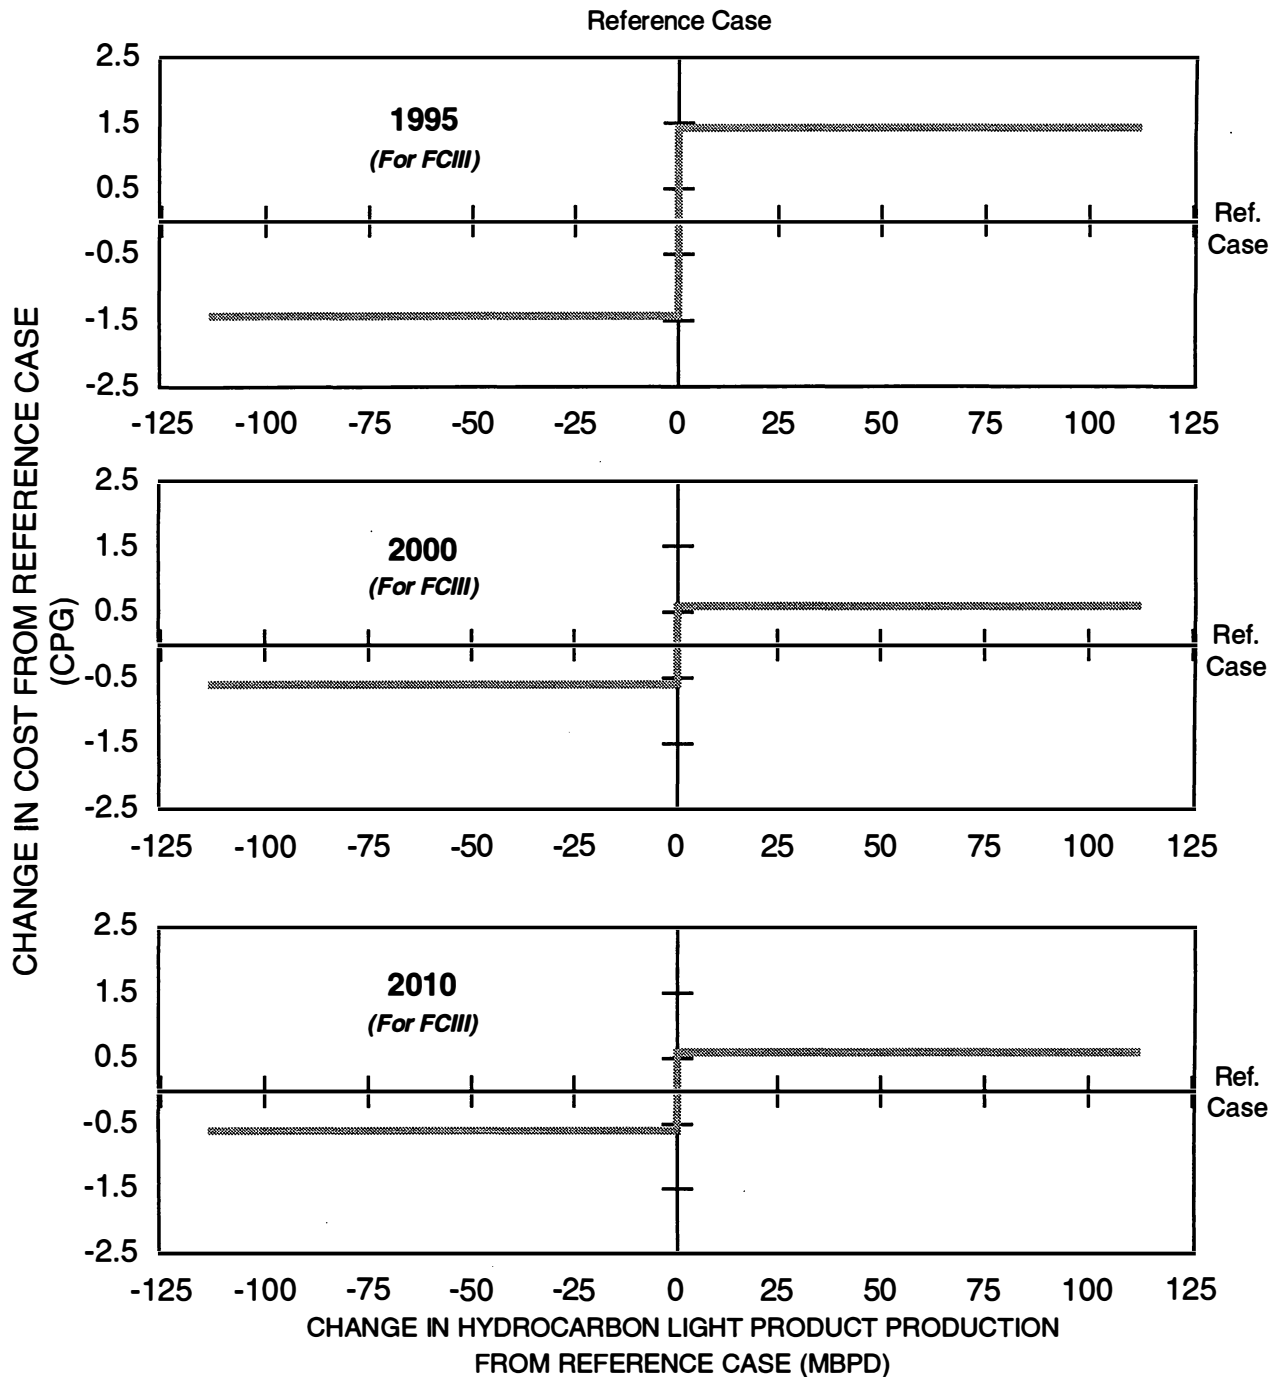 Reference Case
2.5
1995
1.5
(For FCIII)
0.5
Ref.
Case
-0.5
-1.5
-2.5
-125 -100 -75 -50 -25 0 25 50 75 100 125
2.5
1.5
2000
(For FCIII)
0.5
Ref.
Case
-0.5
-1.5
-2.5
-125 -100 -75 -50 -25 0 25 50 75 100 125
CHANGE IN COST FROM REFERENCE CASE
(CPG)
2.5
2010
1.5
(For FCIII)
0.5
Ref.
Case
-0.5
-1.5
-2.5
-125 -100 -75 -50 -25 0 25 50 75 100 125
CHANGE IN HYDROCARBON LIGHT PRODUCT PRODUCTION
FROM REFERENCE CASE (MBPD)